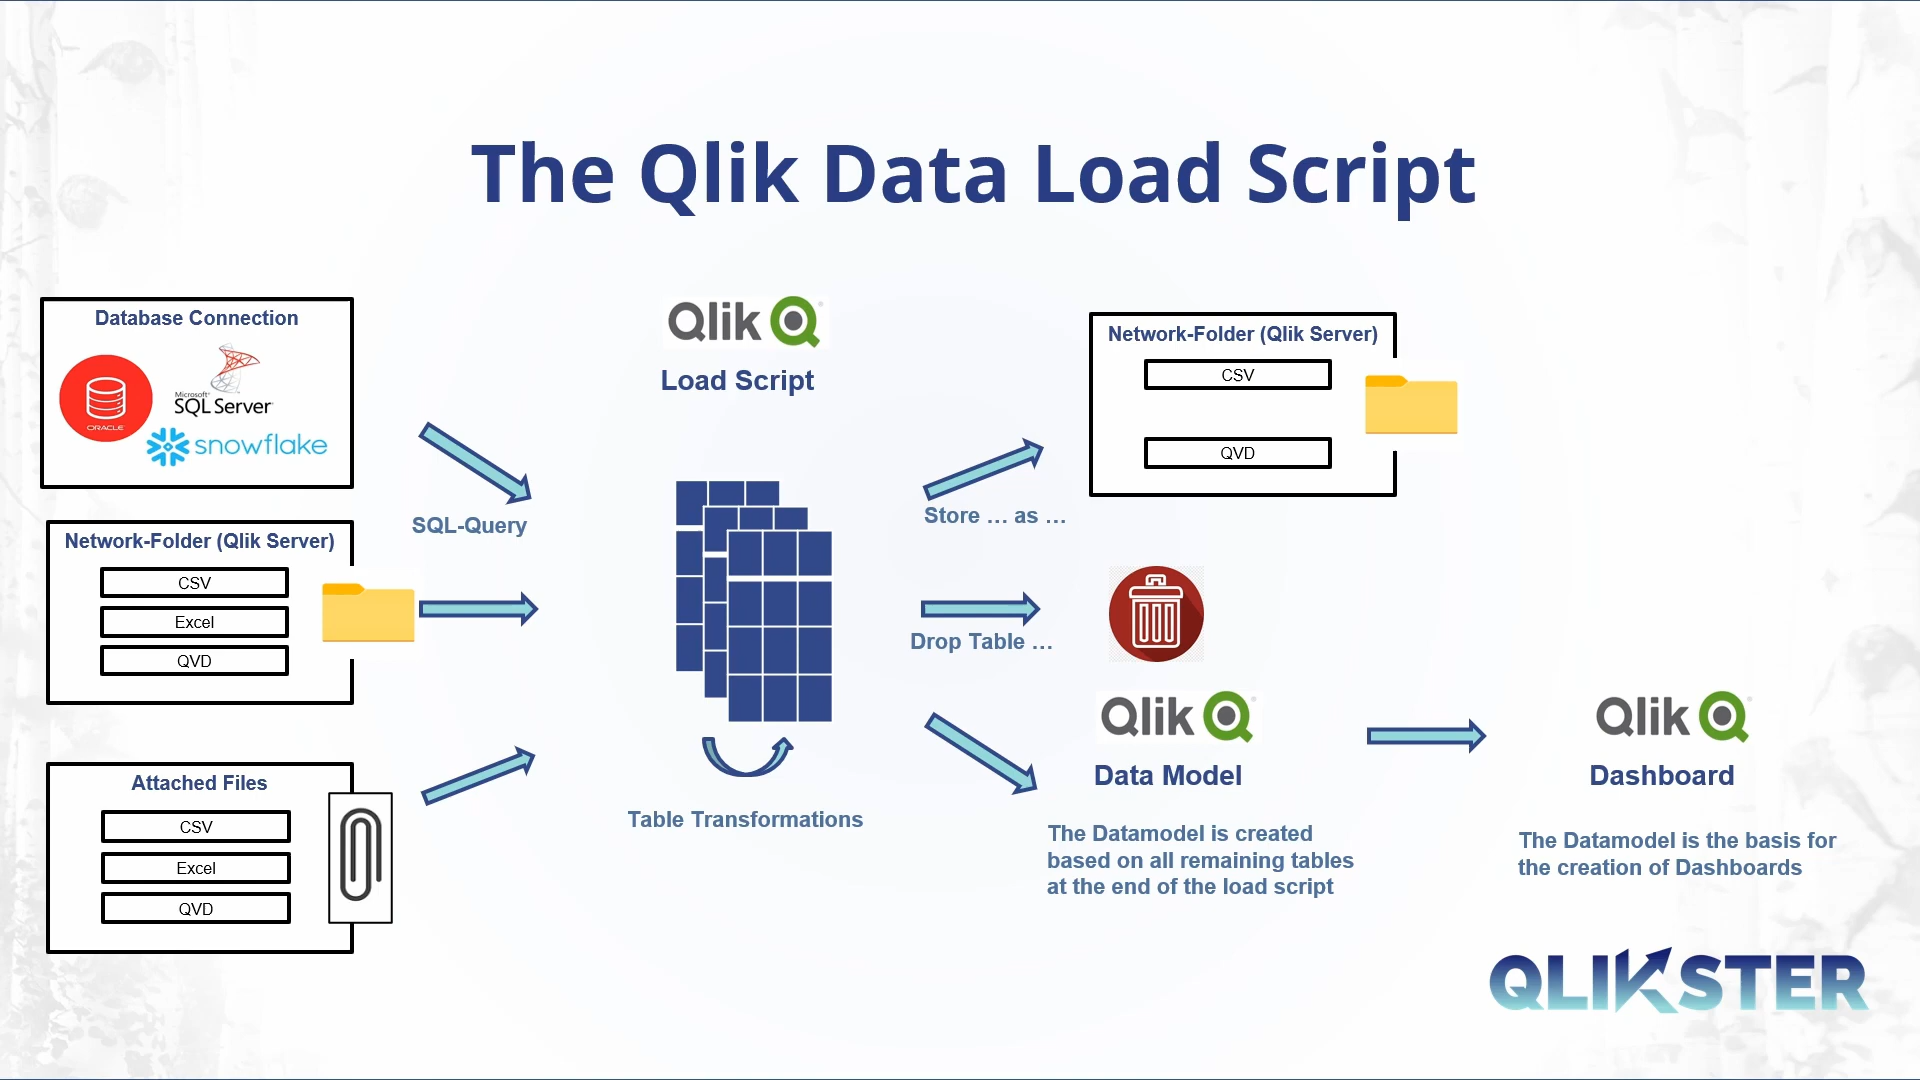 The Qlik Data Load Script
Database Connection
ORACLE
Microsoft
SQL Server
snowflake
SQL-Query
Network-Folder (Qlik Server)
CSV
Excel
QVD
Attached Files
CSV
Excel
QVD
Qlik
Load Script
Table Transformations
Store ... as ...
Network-Folder (Qlik Server)
CSV
QVD
Drop Table ...
Qlik
Data Model
The Datamodel is created
based on all remaining tables
at the end of the load script
Qlik
Dashboard
The Datamodel is the basis for
the creation of Dashboards
QLIKSTER